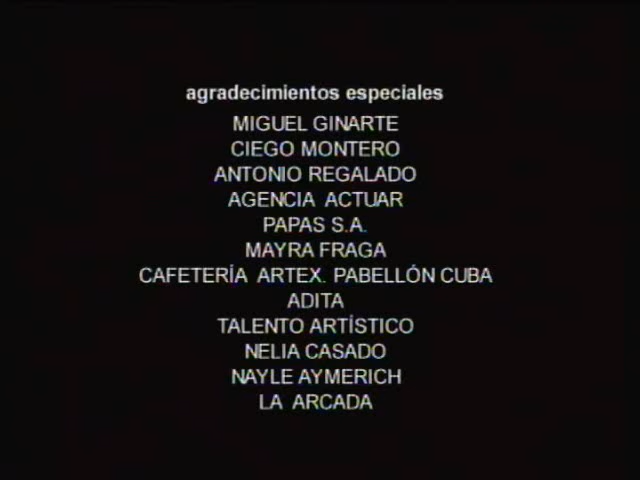 agradecimientos especiales
MIGUEL GINARTE
CIEGO MONTERO
ANTONIO REGALADO
AGENCIA ACTUAR
PAPAS S.A.
MAYRA FRAGA
CAFETERÍA ARTEX. PABELLÓN CUBA
ADITA
TALENTO ARTÍSTICO
NELIA CASADO
NAYLE AYMERICH
LA ARCADA